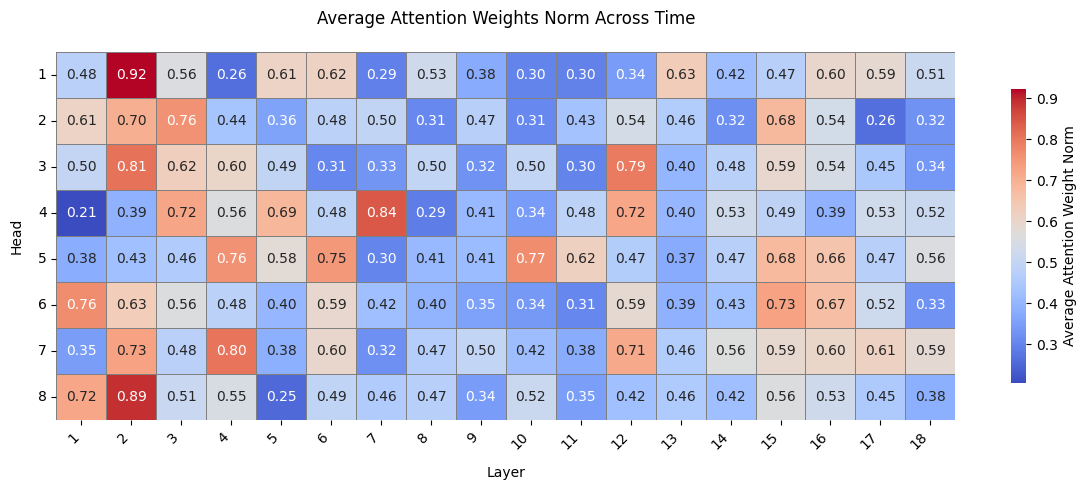 Average Attention Weights Norm Across Time
1 0.48 0.92 0.56 0.26 0.61 0.62 0.29 0.53 0.38 0.30 0.30 0.34 0.63 0.42 0.47 0.60 0.59 0.51
2 0.61 0.70 0.76 0.44 0.36 0.48 0.50 0.31 0.47 0.31 0.43 0.54 0.46 0.32 0.68 0.54 0.26 0.32
3 0.50 0.81 0.62 0.60 0.49 0.31 0.33 0.50 0.32 0.50 0.30 0.79 0.40 0.48 0.59 0.54 0.45 0.34
4 0.21 0.39 0.72 0.56 0.69 0.48 0.84 0.29 0.41 0.34 0.48 0.72 0.40 0.53 0.49 0.39 0.53 0.52
5 0.38 0.43 0.46 0.76 0.58 0.75 0.30 0.41 0.41 0.77 0.62 0.47 0.37 0.47 0.68 0.66 0.47 0.56
6 0.76 0.63 0.56 0.48 0.40 0.59 0.42 0.40 0.35 0.34 0.31 0.59 0.39 0.43 0.73 0.67 0.52 0.33
7 0.35 0.73 0.48 0.80 0.38 0.60 0.32 0.47 0.50 0.42 0.38 0.71 0.46 0.56 0.59 0.60 0.61 0.59
8 0.72 0.89 0.51 0.55 0.25 0.49 0.46 0.47 0.34 0.52 0.35 0.42 0.46 0.42 0.56 0.53 0.45 0.38
1 2 3 4 5 6 7 8 9 10 11 12 13 14 15 16 17 18
Layer
Head
0.9
0.8
0.7
0.6
0.5
0.4
0.3
Average Attention Weight Norm